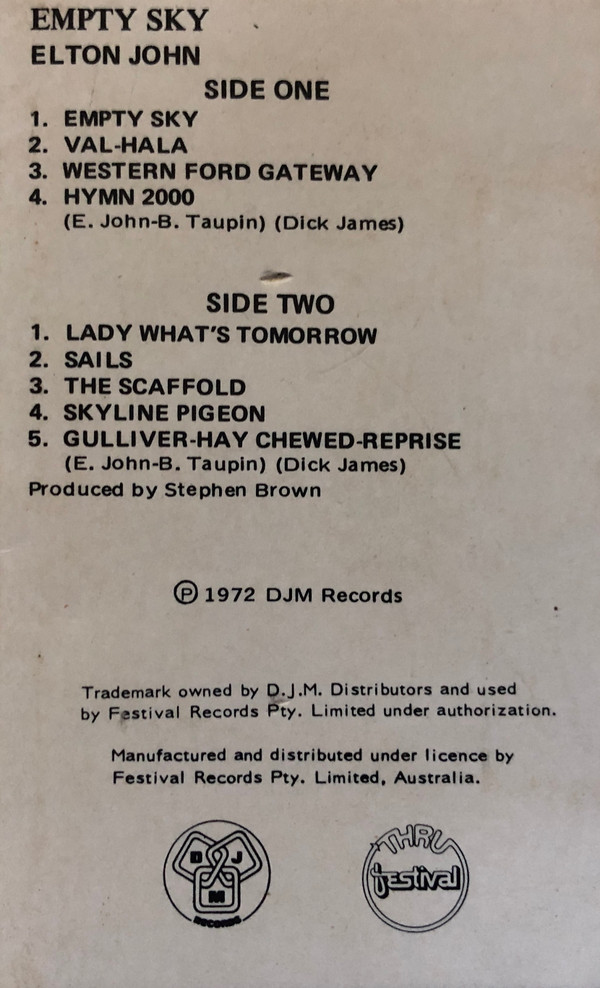 EMPTY SKY
ELTON JOHN
SIDE ONE
1. EMPTY SKY
2. VAL-HALA
3. WESTERN FORD GATEWAY
4. HYMN 2000
(E. John-B. Taupin) (Dick James)
SIDE TWO
1. LADY WHAT'S TOMORROW
2. SAILS
3. THE SCAFFOLD
4. SKYLINE PIGEON
5. GULLIVER-HAY CHEWED-REPRISE
(E. John-B. Taupin) (Dick James)
Produced by Stephen Brown
Ⓟ 1972 DJM Records
Trademark owned by D.J.M. Distributors and used
by Festival Records Pty. Limited under authorization.
Manufactured and distributed under licence by
Festival Records Pty. Limited, Australia.
D J
M
RECORDS
THRU
festival